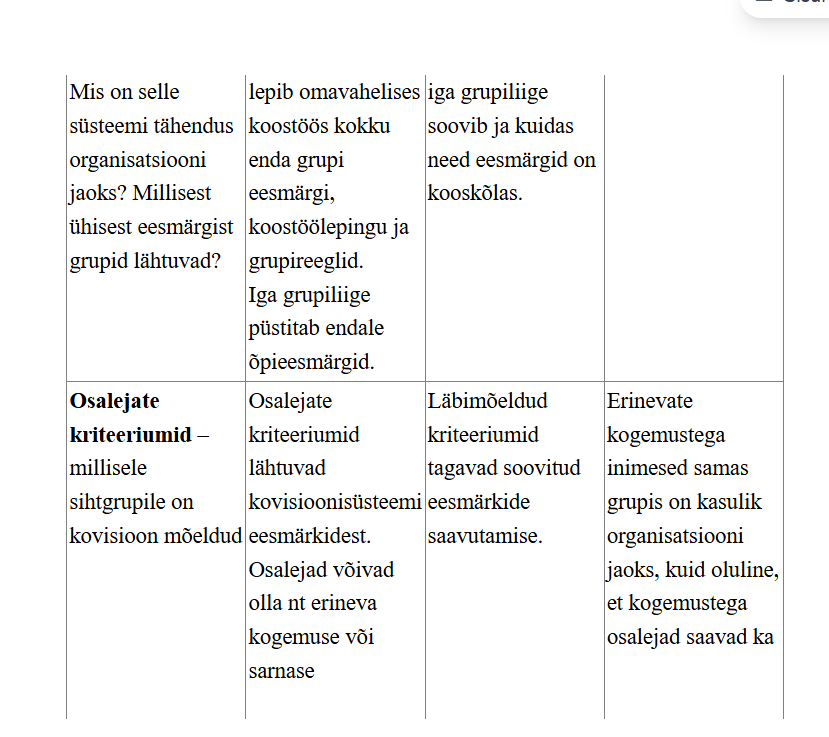 Mis on selle
süsteemi tähendus
organisatsiooni
jaoks? Millisest
ühisest eesmärgist
grupid lähtuvad?
lepib omavahelises
koostöös kokku
enda grupi
eesmärgi,
koostöölepingu ja
grupireeglid.
Iga grupiliige
püstitab endale
õpieesmärgid.
iga grupiliige
soovib ja kuidas
need eesmärgid on
kooskõlas.
Osalejate
kriteeriumid –
millisele
sihtgrupile on
kovisioon mõeldud
Osalejate
kriteeriumid
lähtuvad
kovisioonisüsteemi
eesmärkidest.
Osalejad võivad
olla nt erineva
kogemuse või
sarnase
Läbimõeldud
kriteeriumid
tagavad soovitud
eesmärkide
saavutamise.
Erinevate
kogemustega
inimesed samas
grupis on kasulik
organisatsiooni
jaoks, kuid oluline,
et kogemustega
osalejad saavad ka